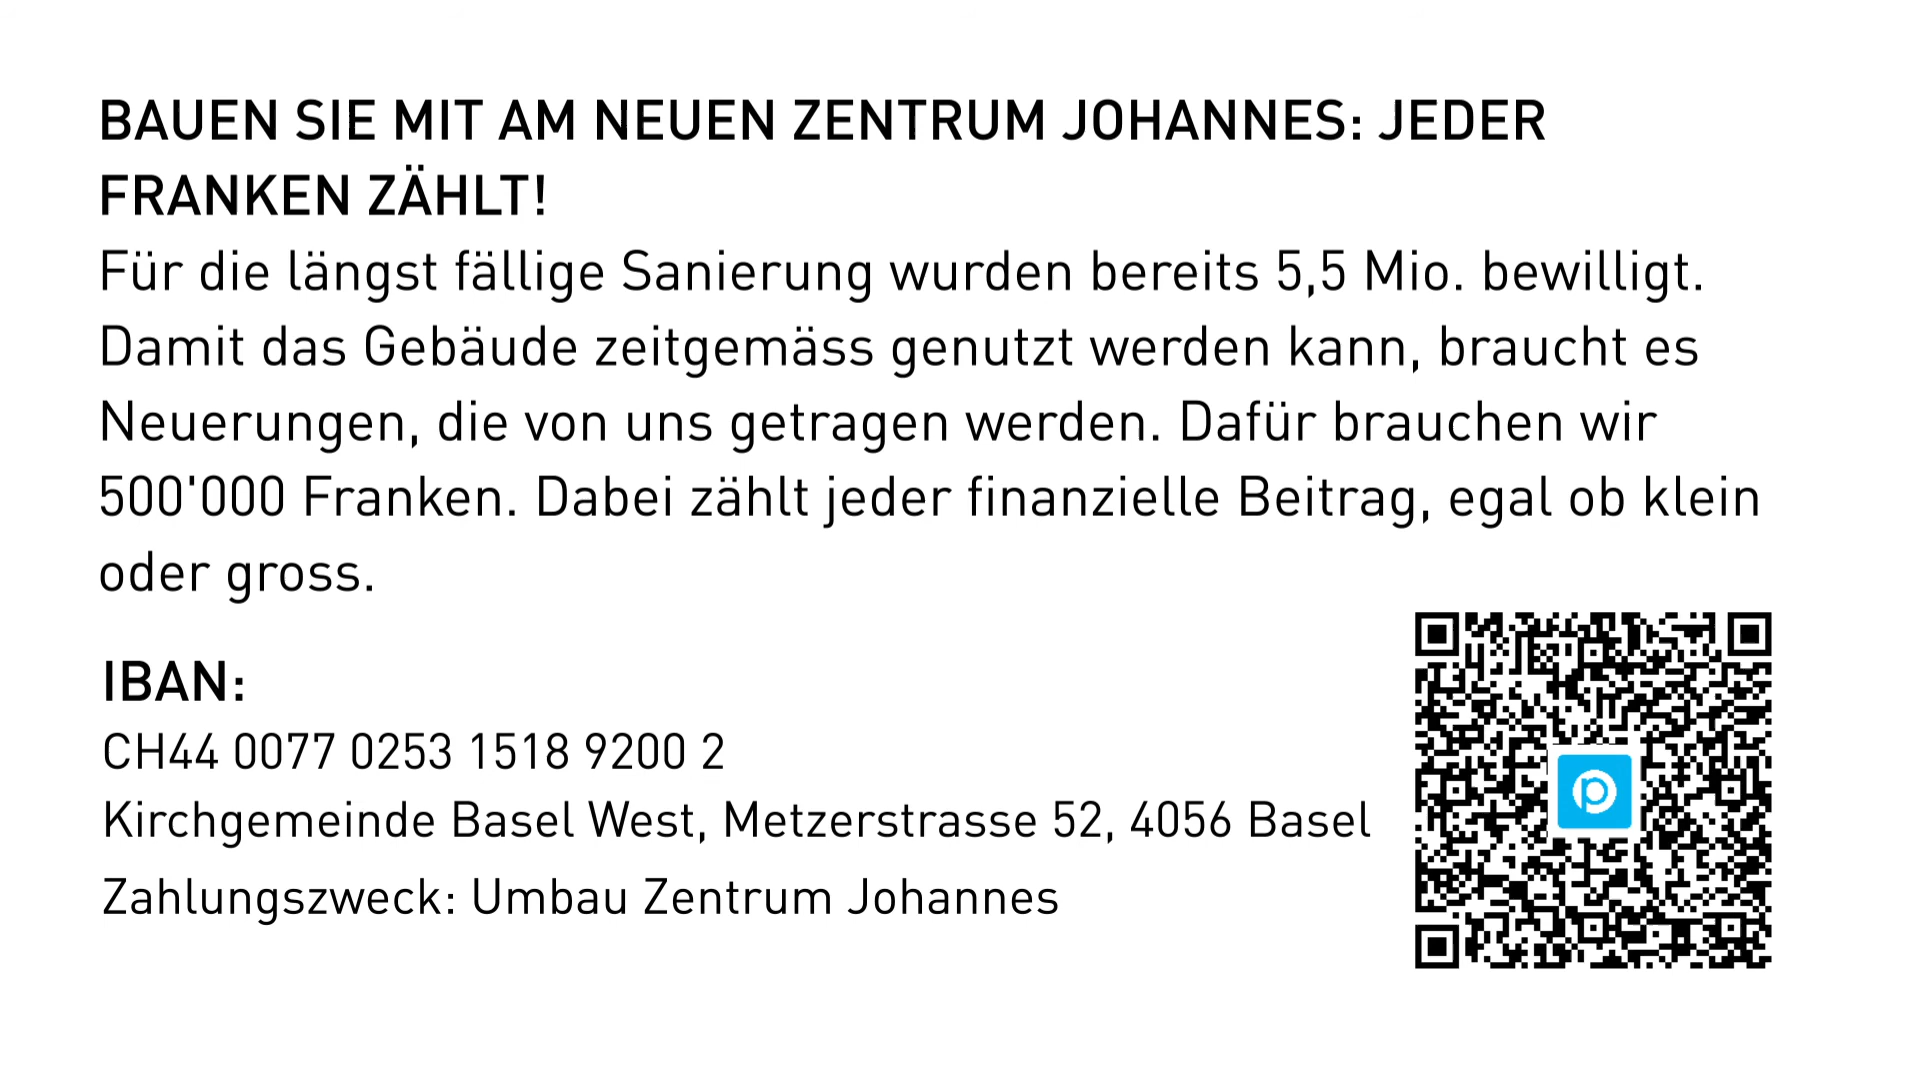 BAUEN SIE MIT AM NEUEN ZENTRUM JOHANNES: JEDER
FRANKEN ZÄHLT!
Für die längst fällige Sanierung wurden bereits 5,5 Mio. bewilligt.
Damit das Gebäude zeitgemäss genutzt werden kann, braucht es
Neuerungen, die von uns getragen werden. Dafür brauchen wir
500'000 Franken. Dabei zählt jeder finanzielle Beitrag, egal ob klein
oder gross.
IBAN:
CH44 0077 0253 1518 9200 2
Kirchgemeinde Basel West, Metzerstrasse 52, 4056 Basel
Zahlungszweck: Umbau Zentrum Johannes